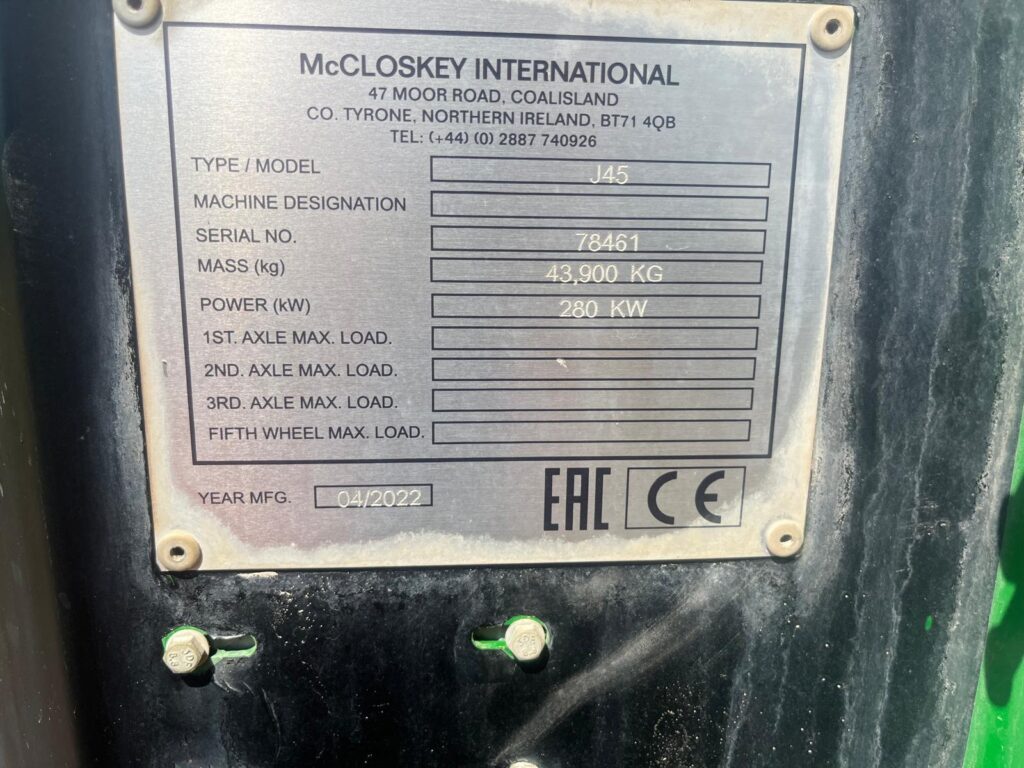 McCLOSKEY INTERNATIONAL
47 MOOR ROAD, COALISLAND
CO. TYRONE, NORTHERN IRELAND, BT71 4QB
TEL: (+44) (0) 2887 740926
TYPE / MODEL J45
MACHINE DESIGNATION
SERIAL NO. 78461
MASS (kg) 43,900 KG
POWER (kW) 280 KW
1ST. AXLE MAX. LOAD.
2ND. AXLE MAX. LOAD.
3RD. AXLE MAX. LOAD.
FIFTH WHEEL MAX. LOAD.
YEAR MFG. 04/2022 EAC CE